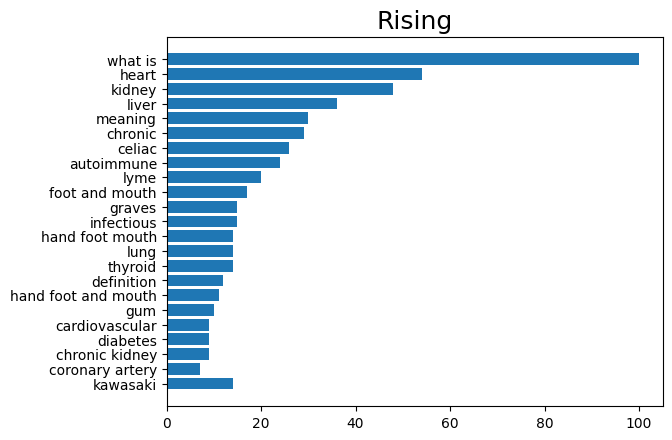 Rising
what is
heart
kidney
liver
meaning
chronic
celiac
autoimmune
lyme
foot and mouth
graves
infectious
hand foot mouth
lung
thyroid
definition
hand foot and mouth
gum
cardiovascular
diabetes
chronic kidney
coronary artery
kawasaki
0 20 40 60 80 100